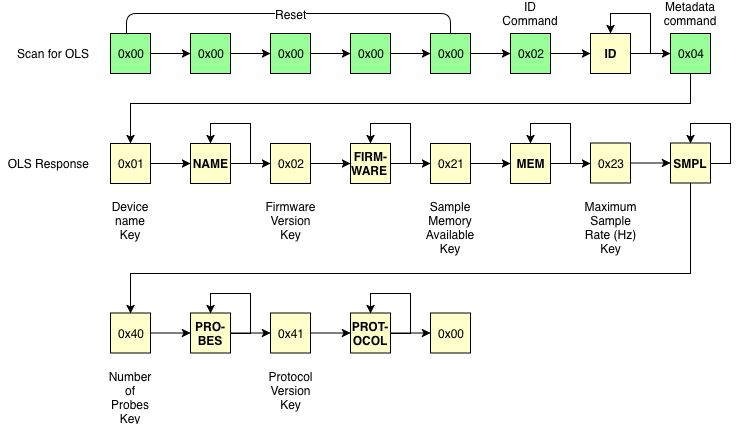 Reset
ID
Command
Metadata
command
Scan for OLS
0x00
0x00
0x00
0x00
0x00
0x02
ID
0x04
OLS Response
0x01
NAME
0x02
FIRM-
WARE
0x21
MEM
0x23
SMPL
Device
name
Key
Firmware
Version
Key
Sample
Memory
Available
Key
Maximum
Sample
Rate (Hz)
Key
0x40
PRO-
BES
0x41
PROT-
OCOL
0x00
Number
of
Probes
Key
Protocol
Version
Key